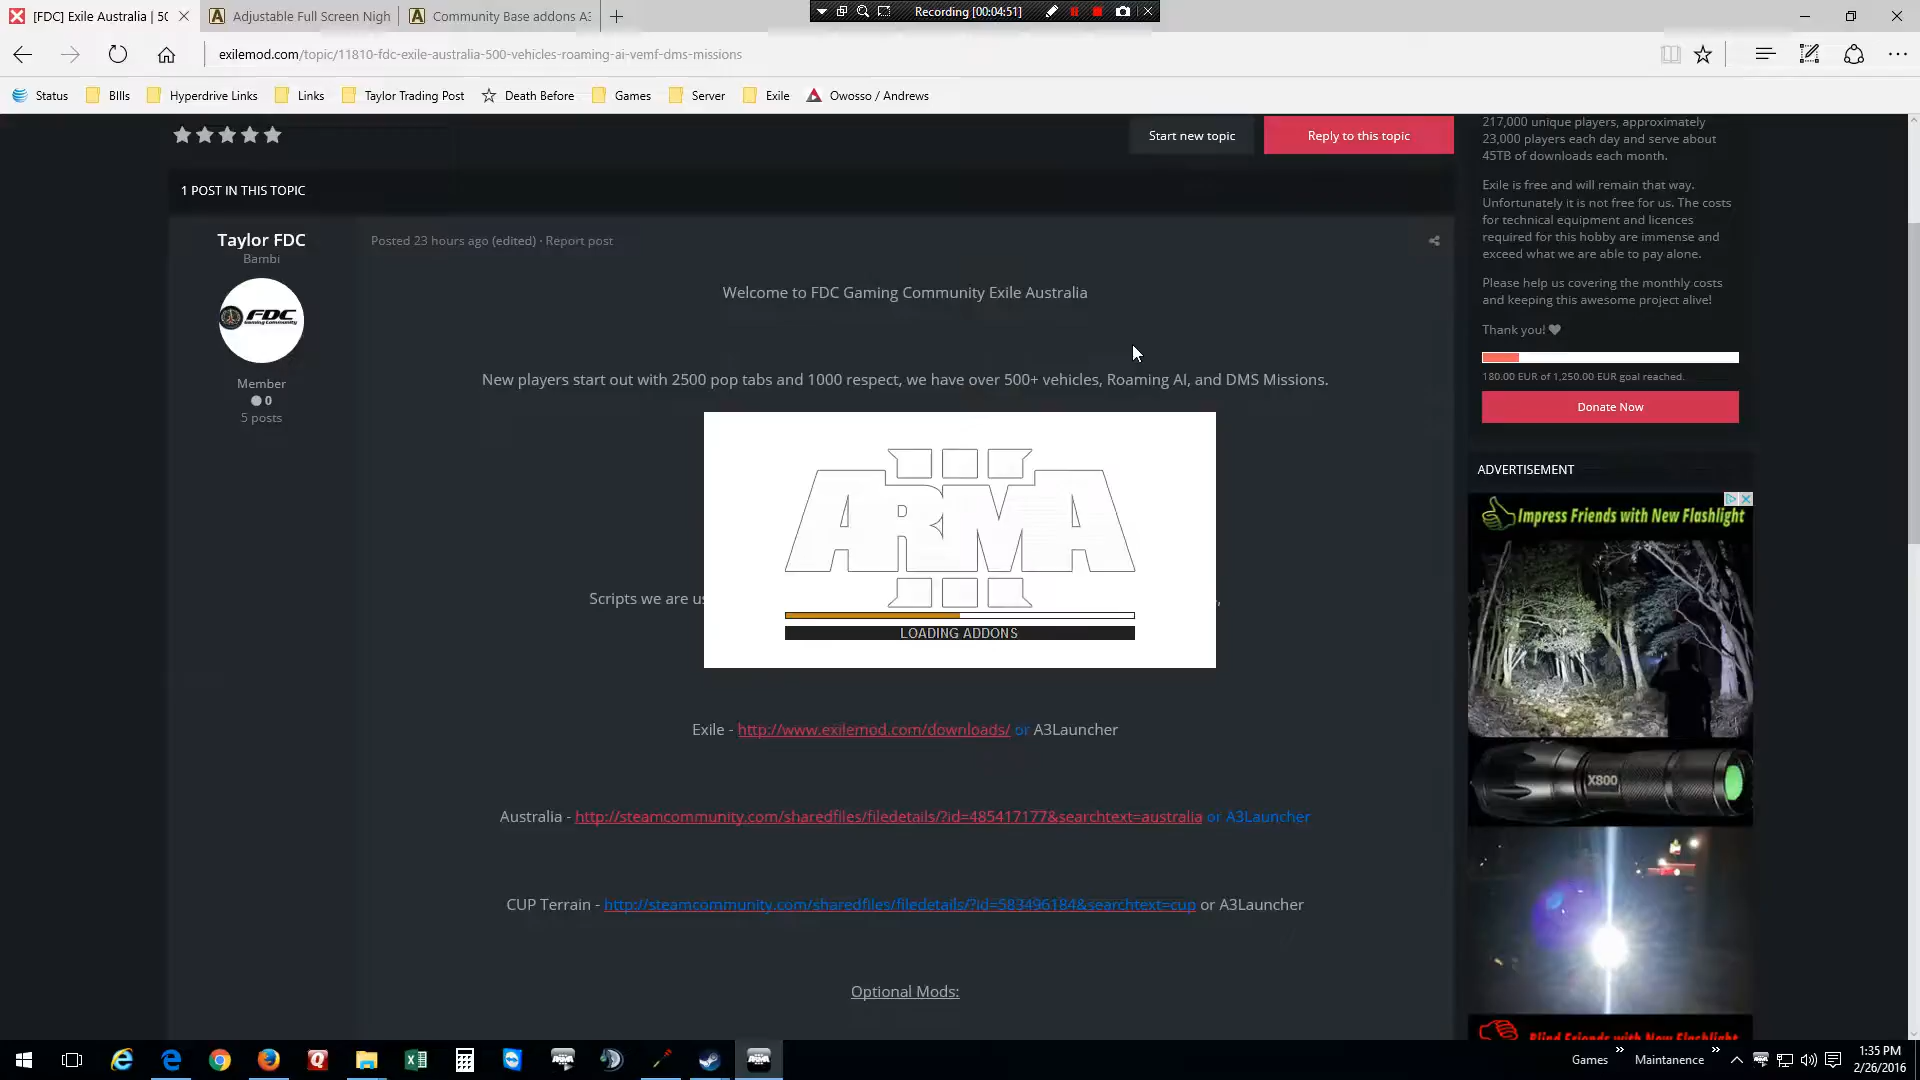 [FDC] Exile Australia | 50
Adjustable Full Screen Nigh
Community Base addons A3
Recording [00:04:51]
exilemod.com/topic/11810-fdc-exile-australia-500-vehicles-roaming-ai-vemf-dms-missions
Status
BIlls
Hyperdrive Links
Links
Taylor Trading Post
Death Before
Games
Server
Exile
Owosso / Andrews
Start new topic
Reply to this topic
1 POST IN THIS TOPIC
Taylor FDC
Bambi
FDC
Gaming Community
Member
0
5 posts
Posted 23 hours ago (edited) · Report post
Welcome to FDC Gaming Community Exile Australia
New players start out with 2500 pop tabs and 1000 respect, we have over 500+ vehicles, Roaming AI, and DMS Missions.
ARMA III
LOADING ADDONS
Scripts we are us
Exile - http://www.exilemod.com/downloads/ or A3Launcher
Australia - http://steamcommunity.com/sharedfiles/filedetails/?id=485417177&searchtext=australia or A3Launcher
CUP Terrain - http://steamcommunity.com/sharedfiles/filedetails/?id=583496184&searchtext=cup or A3Launcher
Optional Mods:
217,000 unique players, approximately
23,000 players each day and serve about
45TB of downloads each month.
Exile is free and will remain that way.
Unfortunately it is not free for us. The costs
for technical equipment and licences
required for this hobby are immense and
exceed what we are able to pay alone.
Please help us covering the monthly costs
and keeping this awesome project alive!
Thank you!
180.00 EUR of 1,250.00 EUR goal reached.
Donate Now
ADVERTISEMENT
Impress Friends with New Flashlight
X800
Blind Friends with New Flashlight
Games
Maintanence
1:35 PM
2/26/2016